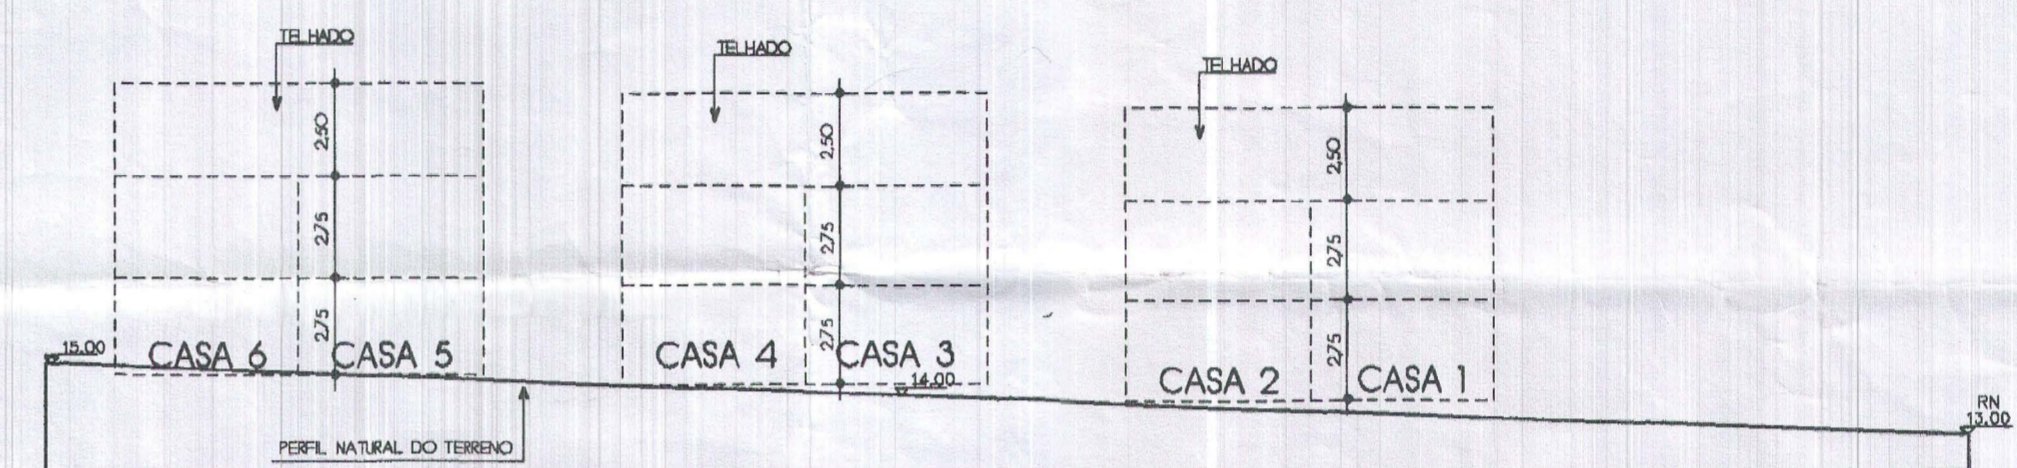 TELHADO
TELHADO
TELHADO
2,60
2,50
2,50
2,75
2,75
2,75
2,75
2,75
2,75
15.00
CASA 6
CASA 5
CASA 4
CASA 3
14.00
CASA 2
CASA 1
RN
13.00
PERFIL NATURAL DO TERRENO